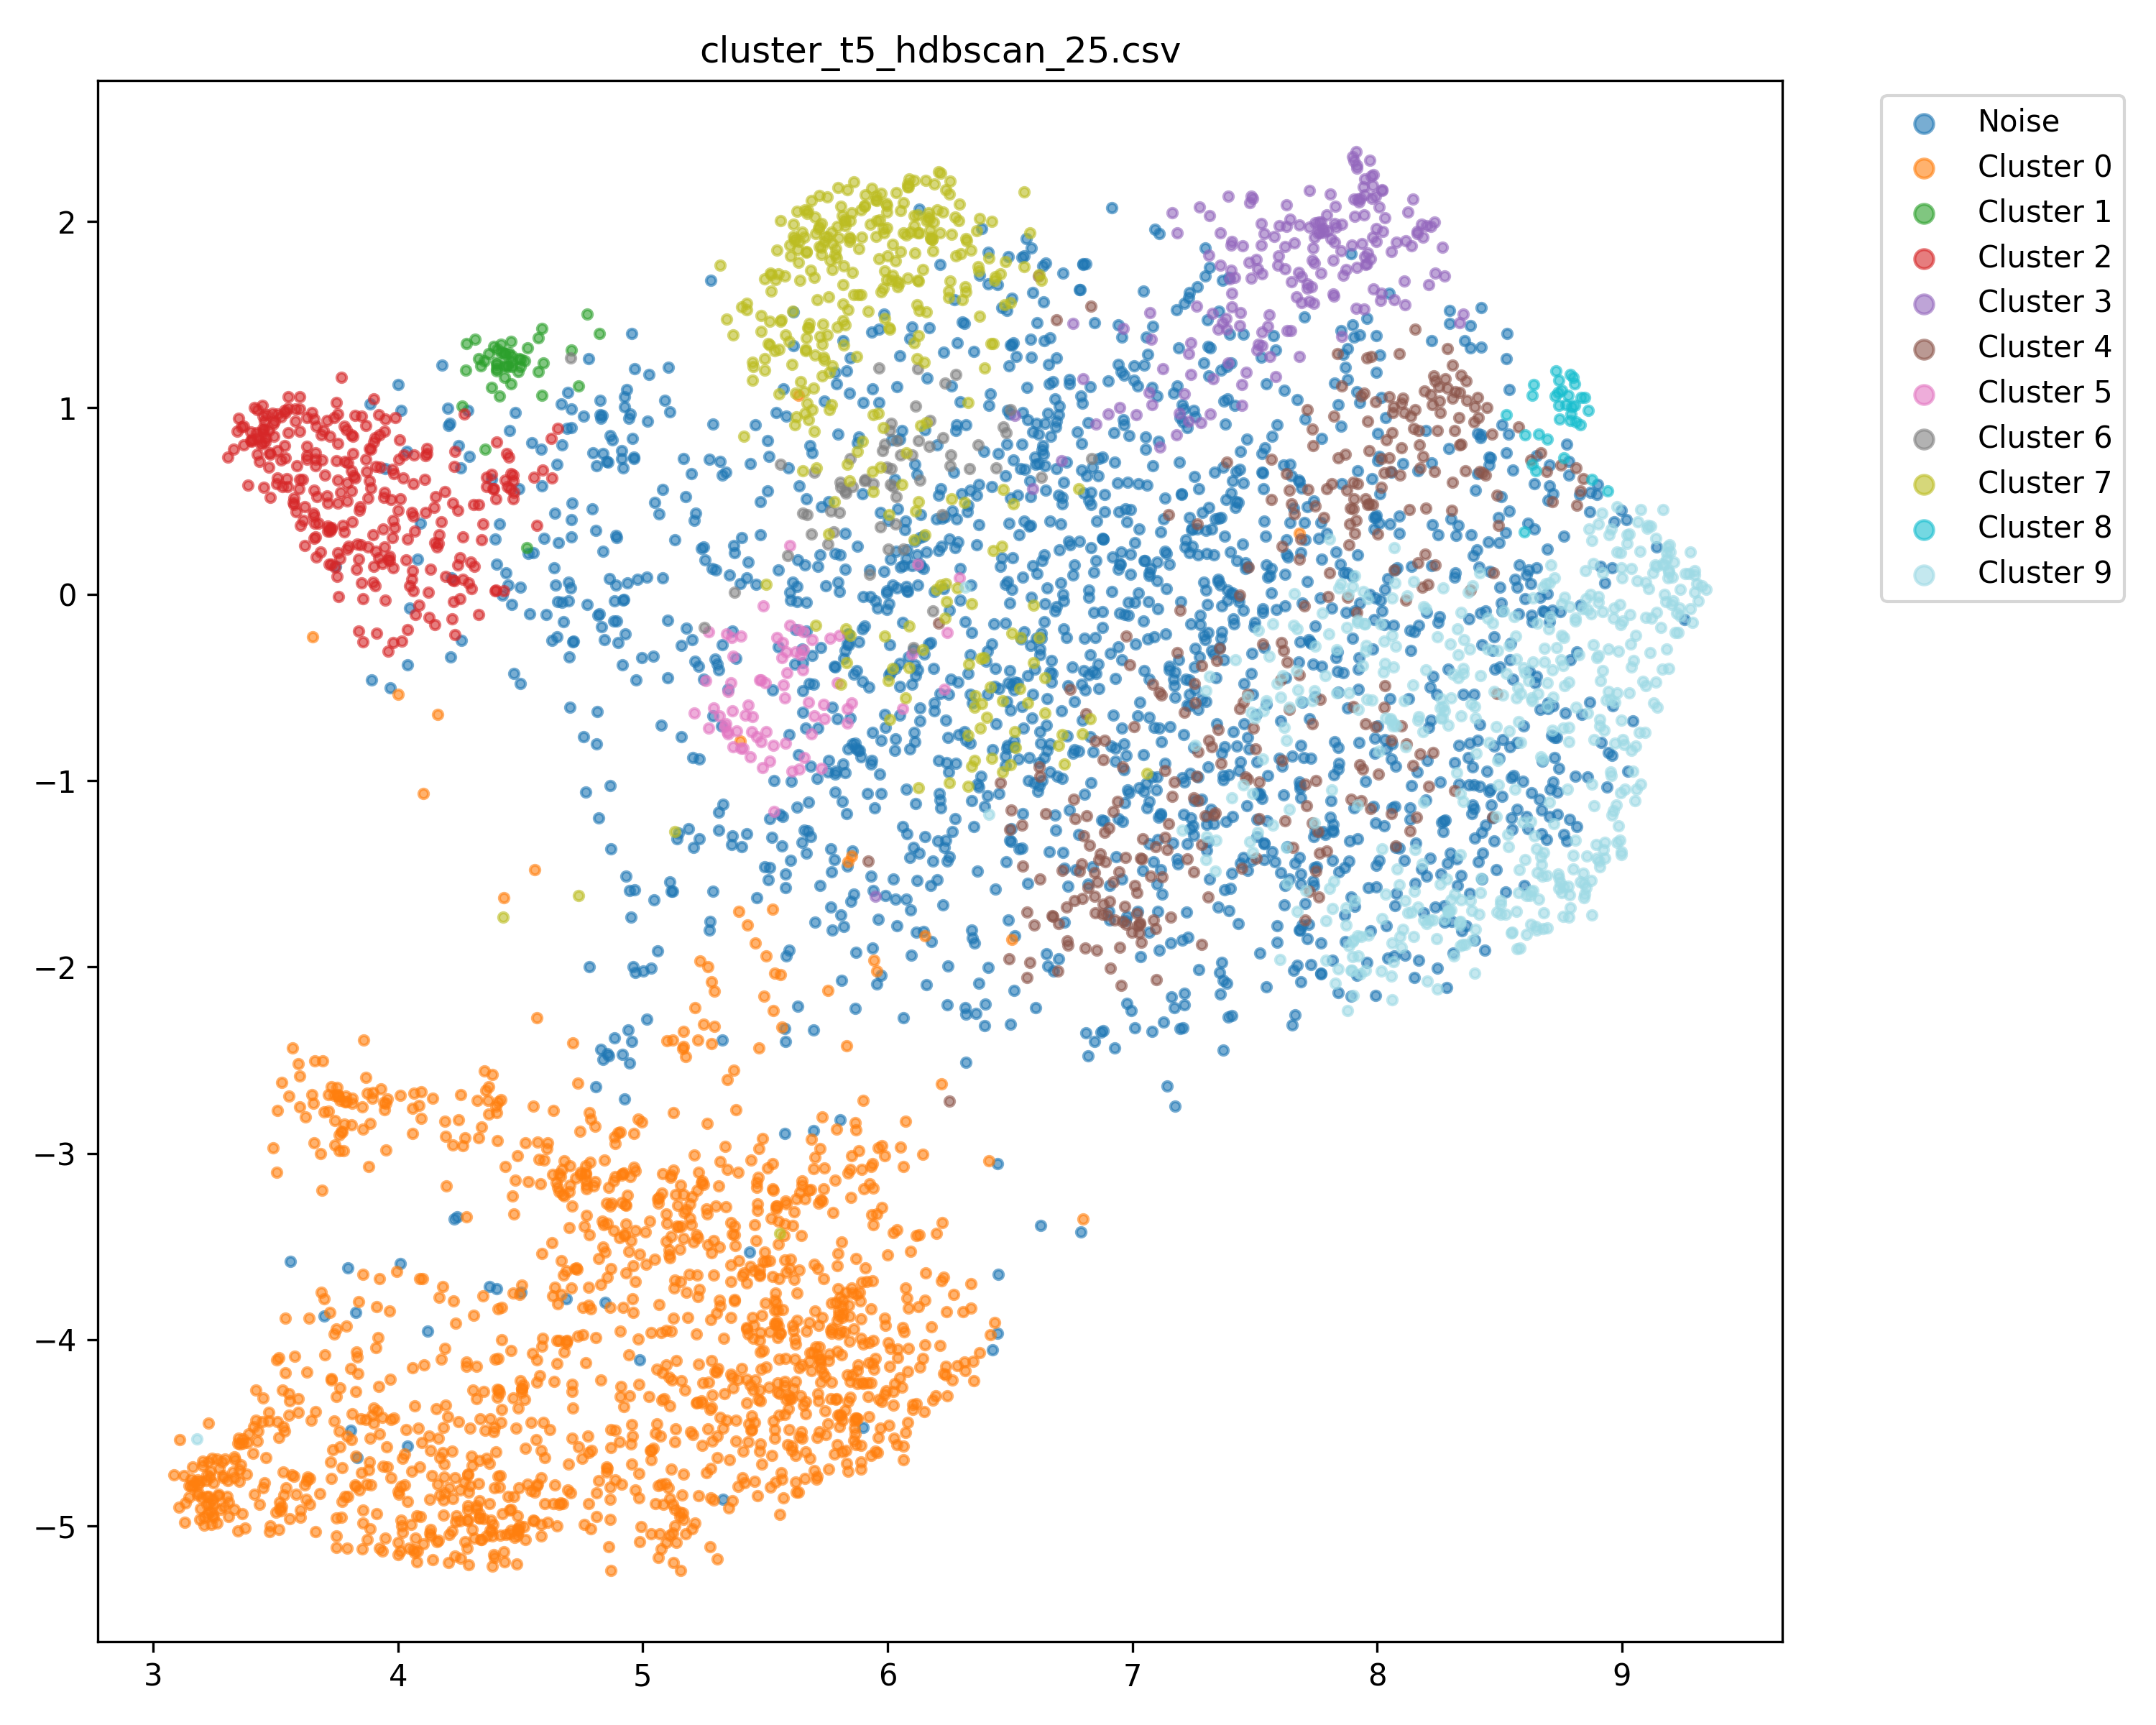 cluster_t5_hdbscan_25.csv
Noise
Cluster 0
Cluster 1
Cluster 2
Cluster 3
Cluster 4
Cluster 5
Cluster 6
Cluster 7
Cluster 8
Cluster 9
2
1
0
−1
−2
−3
−4
−5
3 4 5 6 7 8 9